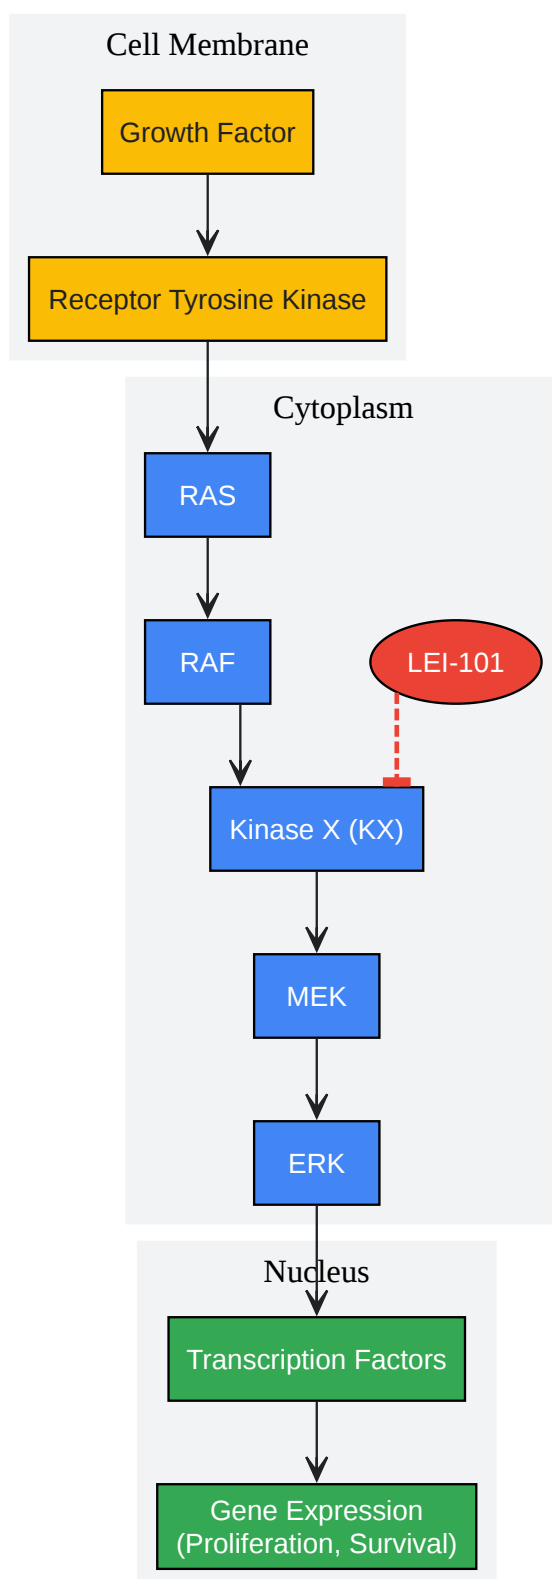 Cell Membrane
Growth Factor
Receptor Tyrosine Kinase
Cytoplasm
RAS
RAF
LEI-101
Kinase X (KX)
MEK
ERK
Nucleus
Transcription Factors
Gene Expression
(Proliferation, Survival)